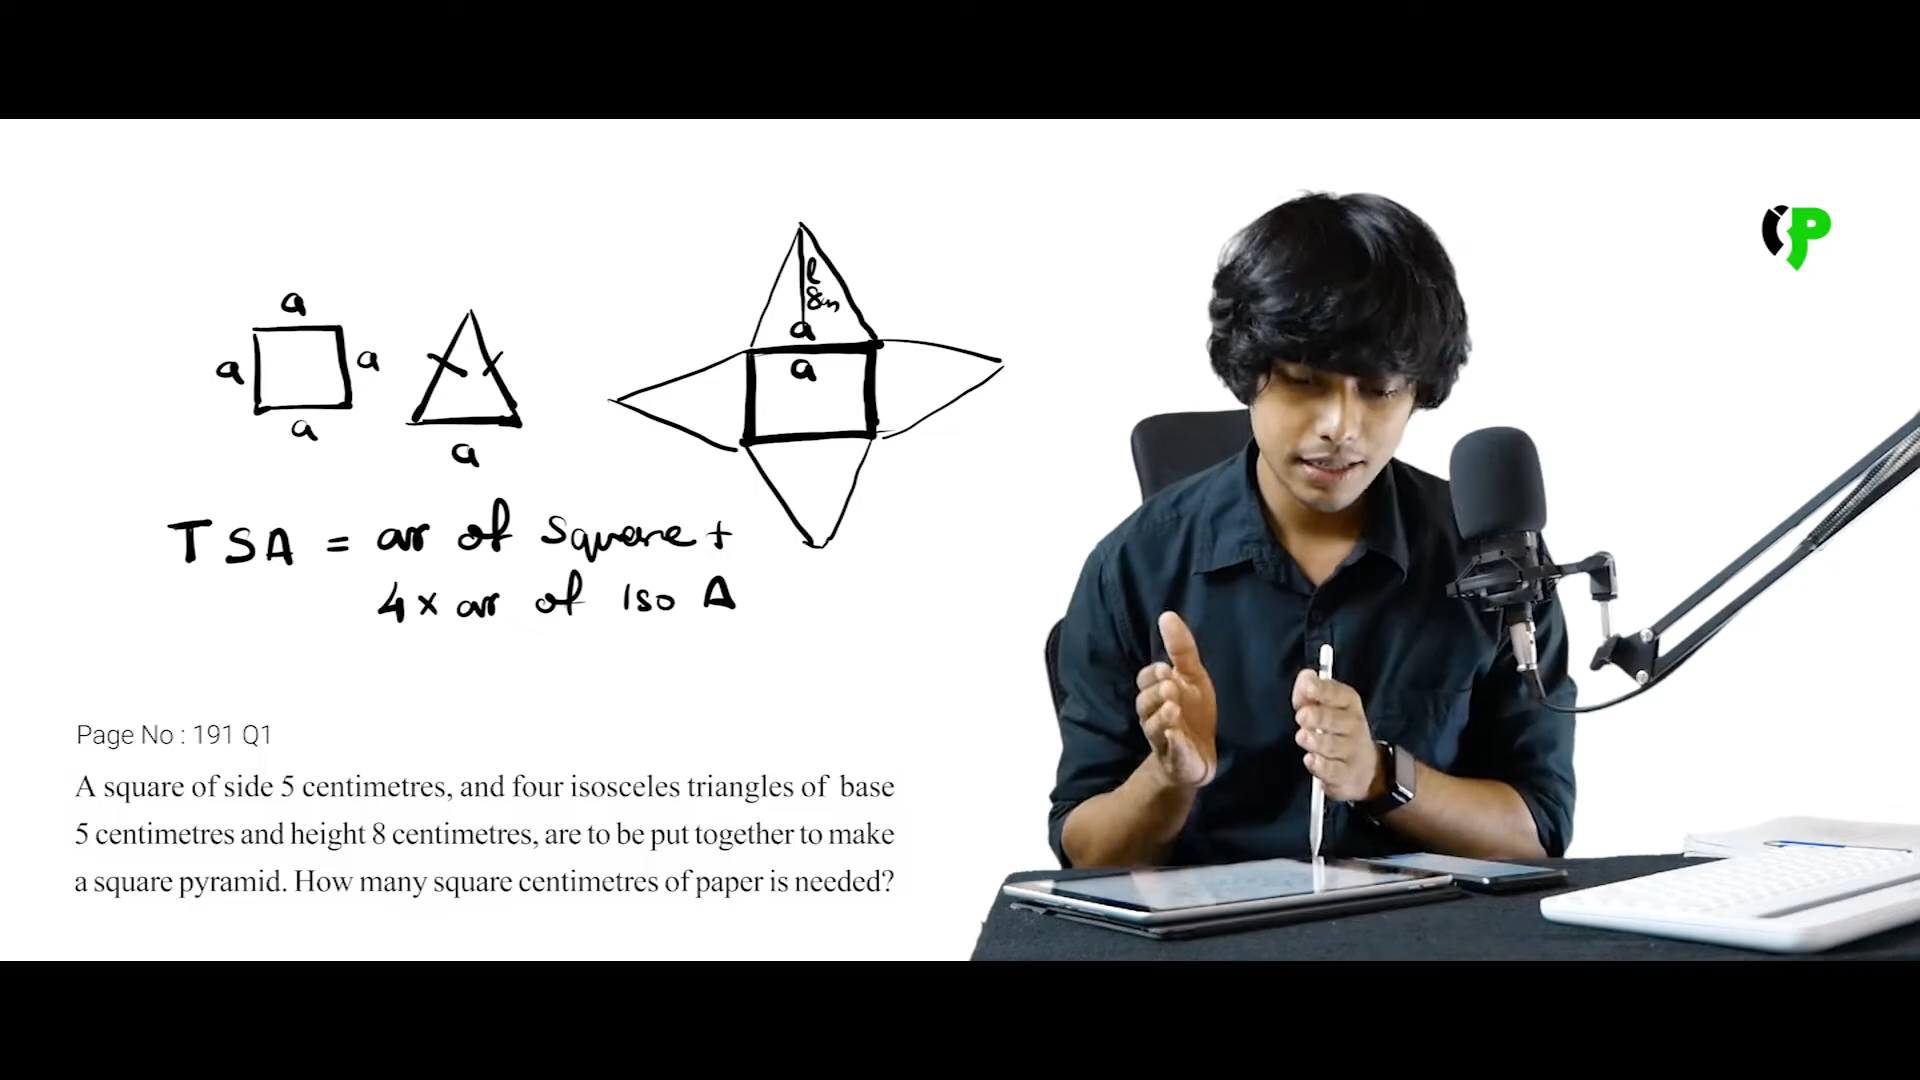 a
a
a
a
a
l
8cm
a
a
TSA = ar of square +
4 × ar of iso Δ
Page No : 191 Q1
A square of side 5 centimetres, and four isosceles triangles of base
5 centimetres and height 8 centimetres, are to be put together to make
a square pyramid. How many square centimetres of paper is needed?